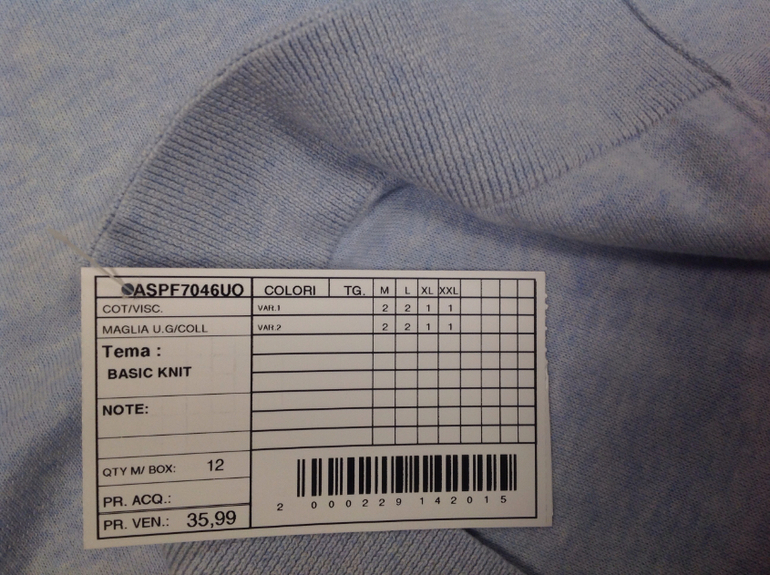 ASPF7046UO COLORI TG. M L XL XXL
COT/VISC. VAR.1 2 2 1 1
MAGLIA U.G/COLL VAR.2 2 2 1 1
Tema :
BASIC KNIT
NOTE:
QTY M/ BOX: 12
PR. ACQ.:
PR. VEN.: 35,99
2 000229 142015